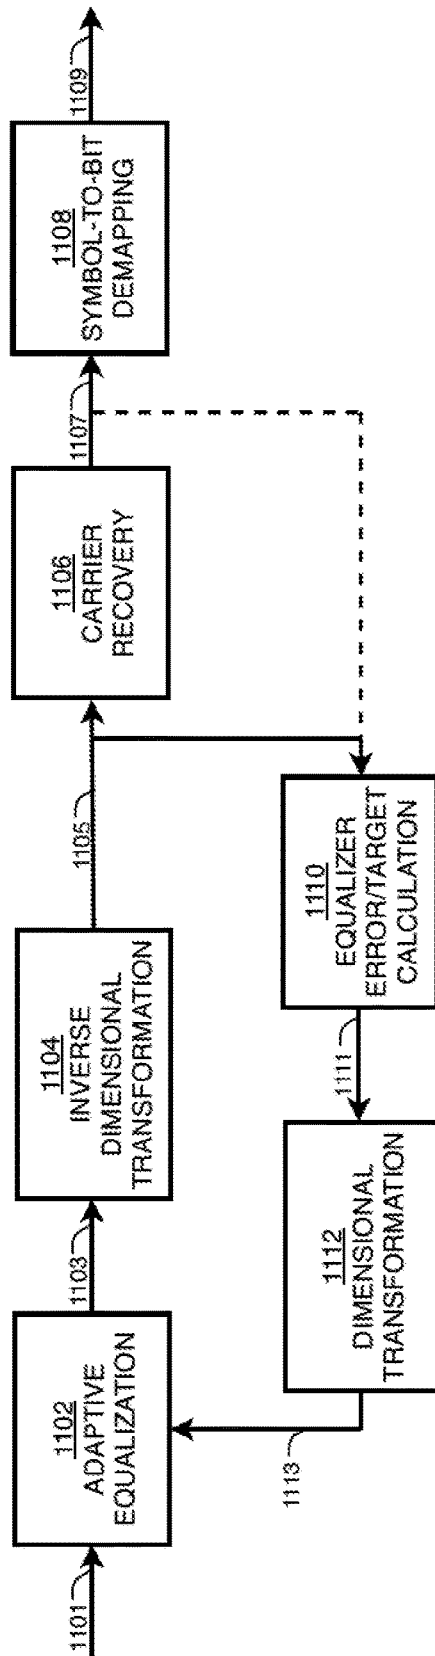 1101
1102
ADAPTIVE
EQUALIZATION
1103
1104
INVERSE
DIMENSIONAL
TRANSFORMATION
1105
1106
CARRIER
RECOVERY
1107
1108
SYMBOL-TO-BIT
DEMAPPING
1109
1110
EQUALIZER
ERROR/TARGET
CALCULATION
1111
1112
DIMENSIONAL
TRANSFORMATION
1113